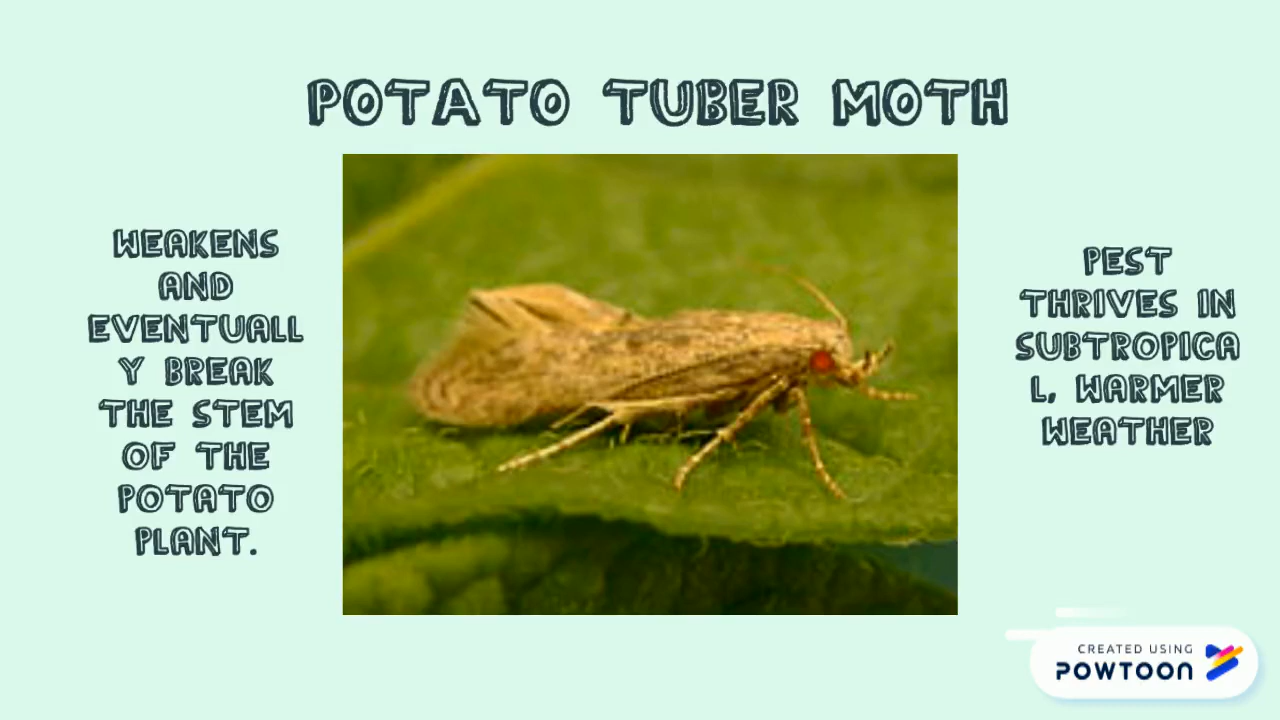 POTATO TUBER MOTH
WEAKENS
AND
EVENTUALL
Y BREAK
THE STEM
OF THE
POTATO
PLANT.
PEST
THRIVES IN
SUBTROPICA
L, WARMER
WEATHER
CREATED USING
POWTOON